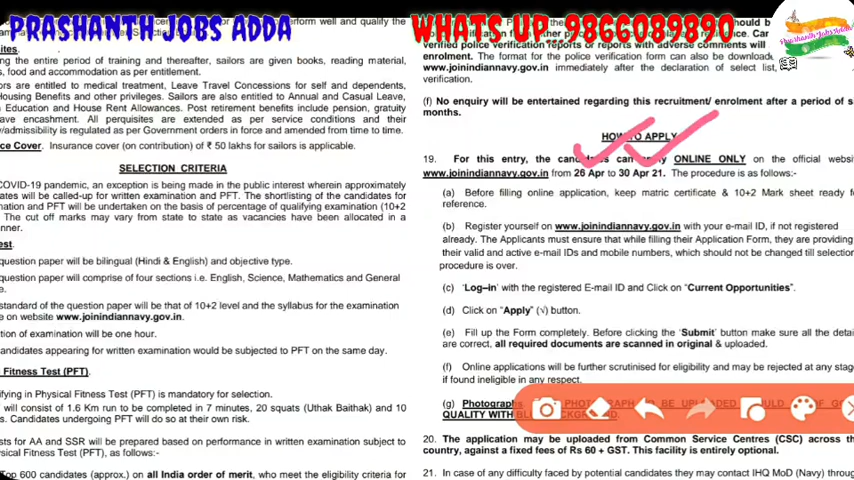 PRASHANTH JOBS ADDA
WHATS UP..9866089890
Prashanth Jobs Adda
form well and qualify the
ites.
ing the entire period of training and thereafter, sailors are given books, reading material,
, food and accommodation as per entitlement.
ors are entitled to medical treatment, Leave Travel Concessions for self and dependents,
Housing Benefits and other privileges. Sailors are also entitled to Annual and Casual Leave,
n Education and House Rent Allowances. Post retirement benefits include pension, gratuity
ave encashment. All perquisites are extended as per service conditions and their
y/admissibility is regulated as per Government orders in force and amended from time to time.
ce Cover. Insurance cover (on contribution) of ₹ 50 lakhs for sailors is applicable.
SELECTION CRITERIA
COVID-19 pandemic, an exception is being made in the public interest wherein approximately
dates will be called-up for written examination and PFT. The shortlisting of the candidates for
nation and PFT will be undertaken on the basis of percentage of qualifying examination (10+2
The cut off marks may vary from state to state as vacancies have been allocated in a
nner.
est.
question paper will be bilingual (Hindi & English) and objective type.
question paper will comprise of four sections i.e. English, Science, Mathematics and General
e.
standard of the question paper will be that of 10+2 level and the syllabus for the examination
e on website www.joinindiannavy.gov.in.
tion of examination will be one hour.
andidates appearing for written examination would be subjected to PFT on the same day.
Fitness Test (PFT).
fying in Physical Fitness Test (PFT) is mandatory for selection.
will consist of 1.6 Km run to be completed in 7 minutes, 20 squats (Uthak Baithak) and 10
Candidates undergoing PFT will do so at their own risk.
sts for AA and SSR will be prepared based on performance in written examination subject to
ysical Fitness Test (PFT), as follows:-
Top 600 candidates (approx.) on all India order of merit, who meet the eligibility criteria for
verified police verification reports or reports with adverse comments will
enrolment. The format for the police verification form can also be downloade
www.joinindiannavy.gov.in immediately after the declaration of select list,
verification.
(f) No enquiry will be entertained regarding this recruitment/ enrolment after a period of s
months.
HOW TO APPLY
19. For this entry, the candidates can apply ONLINE ONLY on the official websi
www.joinindiannavy.gov.in from 26 Apr to 30 Apr 21. The procedure is as follows:-
(a) Before filling online application, keep matric certificate & 10+2 Mark sheet ready f
reference.
(b) Register yourself on www.joinindiannavy.gov.in with your e-mail ID, if not registered
already. The Applicants must ensure that while filling their Application Form, they are providing
their valid and active e-mail IDs and mobile numbers, which should not be changed till selection
procedure is over.
(c) ‘Log–in’ with the registered E-mail ID and Click on “Current Opportunities”.
(d) Click on “Apply” (√) button.
(e) Fill up the Form completely. Before clicking the ‘Submit’ button make sure all the detai
are correct, all required documents are scanned in original & uploaded.
(f) Online applications will be further scrutinised for eligibility and may be rejected at any stag
if found ineligible in any respect.
(g) Photographs
QUALITY WITH
20. The application may be uploaded from Common Service Centres (CSC) across th
country, against a fixed fees of Rs 60 + GST. This facility is entirely optional.
21. In case of any difficulty faced by potential candidates they may contact IHQ MoD (Navy) throug